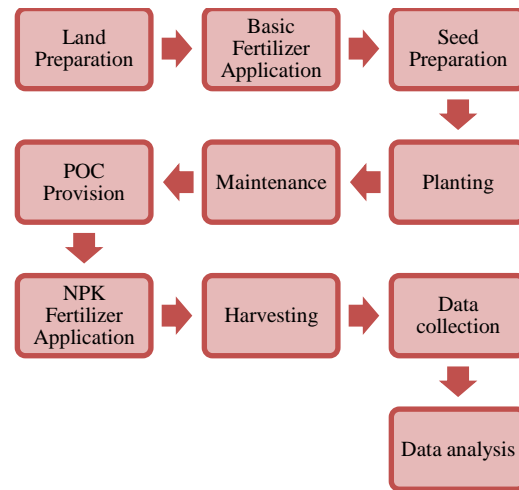 Land
Preparation
Basic
Fertilizer
Application
Seed
Preparation
Planting
Maintenance
POC
Provision
NPK
Fertilizer
Application
Harvesting
Data
collection
Data analysis